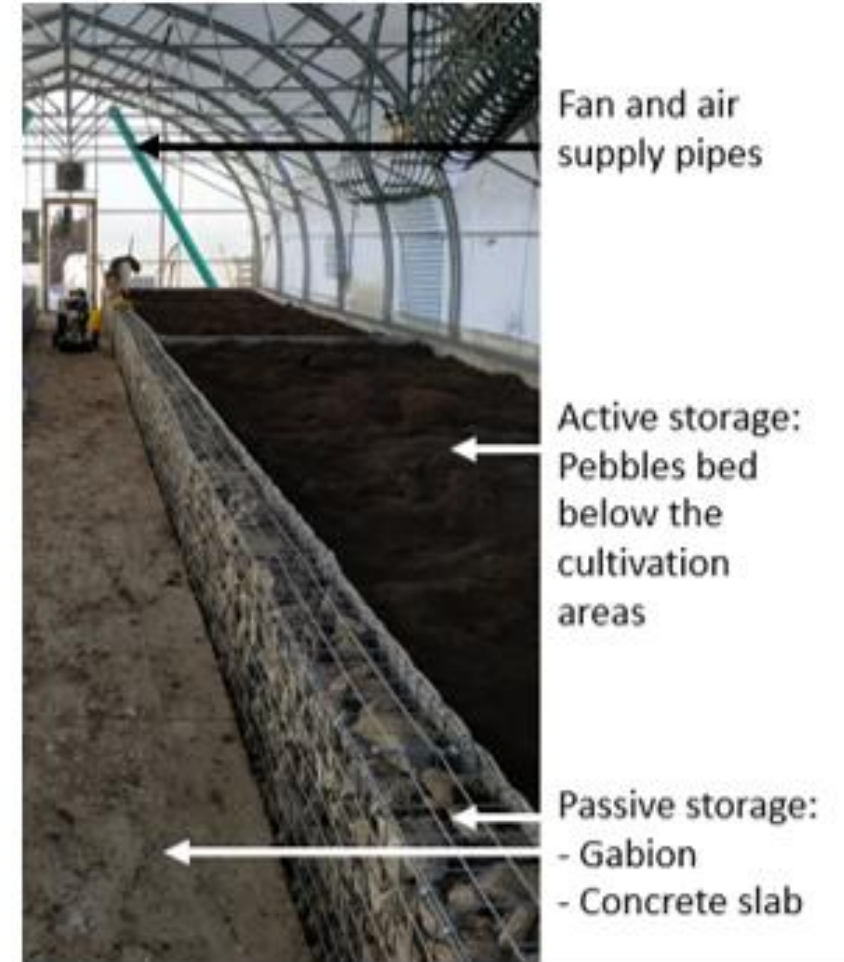 Fan and air
supply pipes
Active storage:
Pebbles bed
below the
cultivation
areas
Passive storage:
- Gabion
- Concrete slab